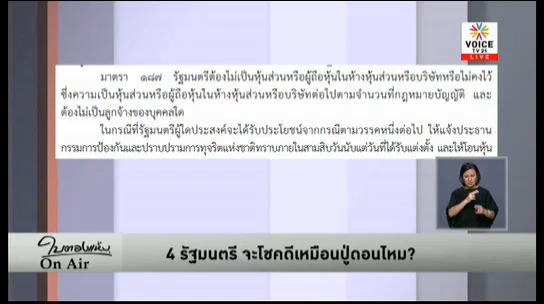 VOICE
TV 21
LIVE
มาตรา ๑๘๗ รัฐมนตรีต้องไม่เป็นหุ้นส่วนหรือผู้ถือหุ้นในห้างหุ้นส่วนหรือบริษัทหรือไม่คงไว้
ซึ่งความเป็นหุ้นส่วนหรือผู้ถือหุ้นในห้างหุ้นส่วนหรือบริษัทต่อไปตามจำนวนที่กฎหมายบัญญัติ และ
ต้องไม่เป็นลูกจ้างของบุคคลใด
ในกรณีที่รัฐมนตรีผู้ใดประสงค์จะได้รับประโยชน์จากกรณีตามวรรคหนึ่งต่อไป ให้แจ้งประธาน
กรรมการป้องกันและปราบปรามการทุจริตแห่งชาติทราบภายในสามสิบวันนับแต่วันที่ได้รับแต่งตั้ง และให้โอนหุ้น
ใบตองแห้ง
On Air
4 รัฐมนตรี จะโชคดีเหมือนปู่ดอนไหม?